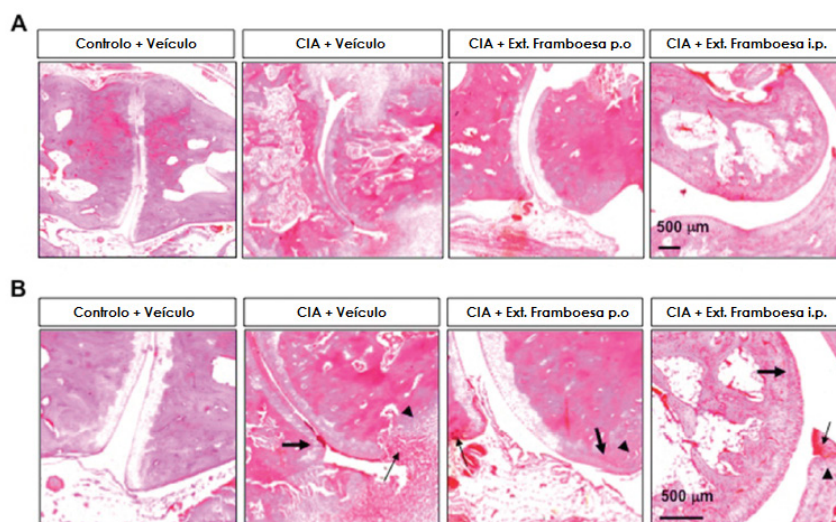 A
Controlo + Veículo
CIA + Veículo
CIA + Ext. Framboesa p.o
CIA + Ext. Framboesa i.p.
500 μm
B
Controlo + Veículo
CIA + Veículo
CIA + Ext. Framboesa p.o
CIA + Ext. Framboesa i.p.
500 μm